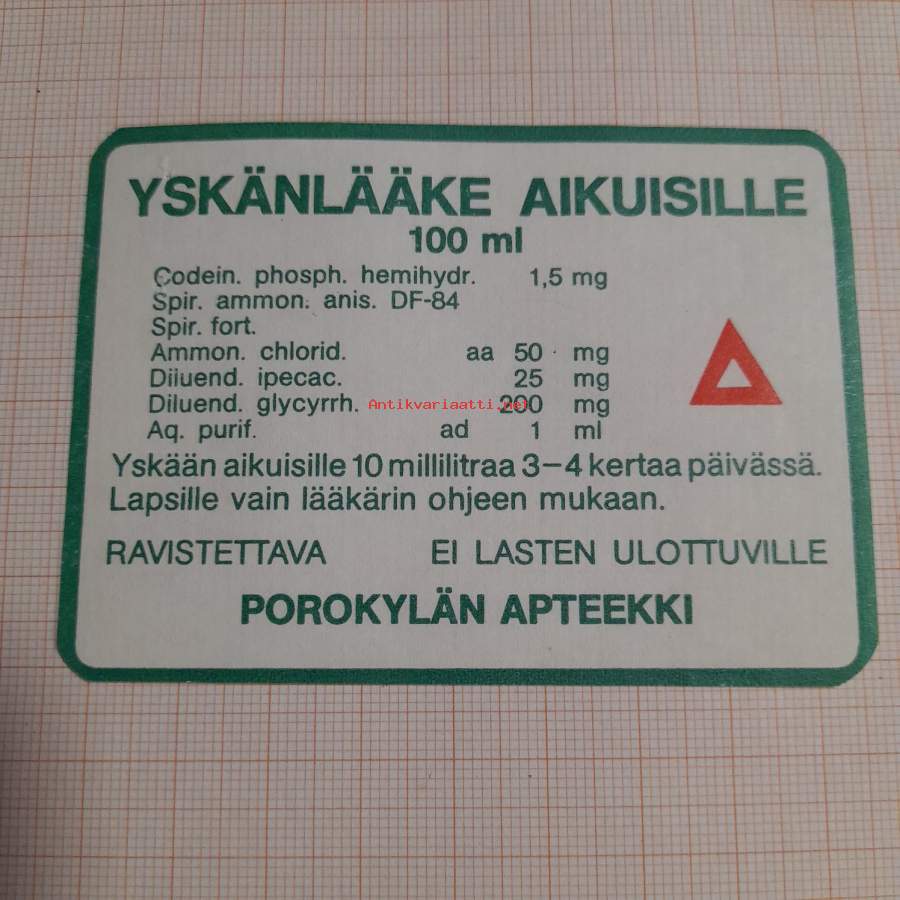 YSKÄNLÄÄKE AIKUISILLE
100 ml
Codein. phosph. hemihydr. 1,5 mg
Spir. ammon. anis. DF-84
Spir. fort.
Ammon. chlorid. aa 50 mg
Diluend. ipecac. 25 mg
Diluend. glycyrrh. 200 mg
Antikvariaatti.net
Aq. purif. ad 1 ml
Yskään aikuisille 10 millilitraa 3–4 kertaa päivässä.
Lapsille vain lääkärin ohjeen mukaan.
RAVISTETTAVA EI LASTEN ULOTTUVILLE
POROKYLÄN APTEEKKI